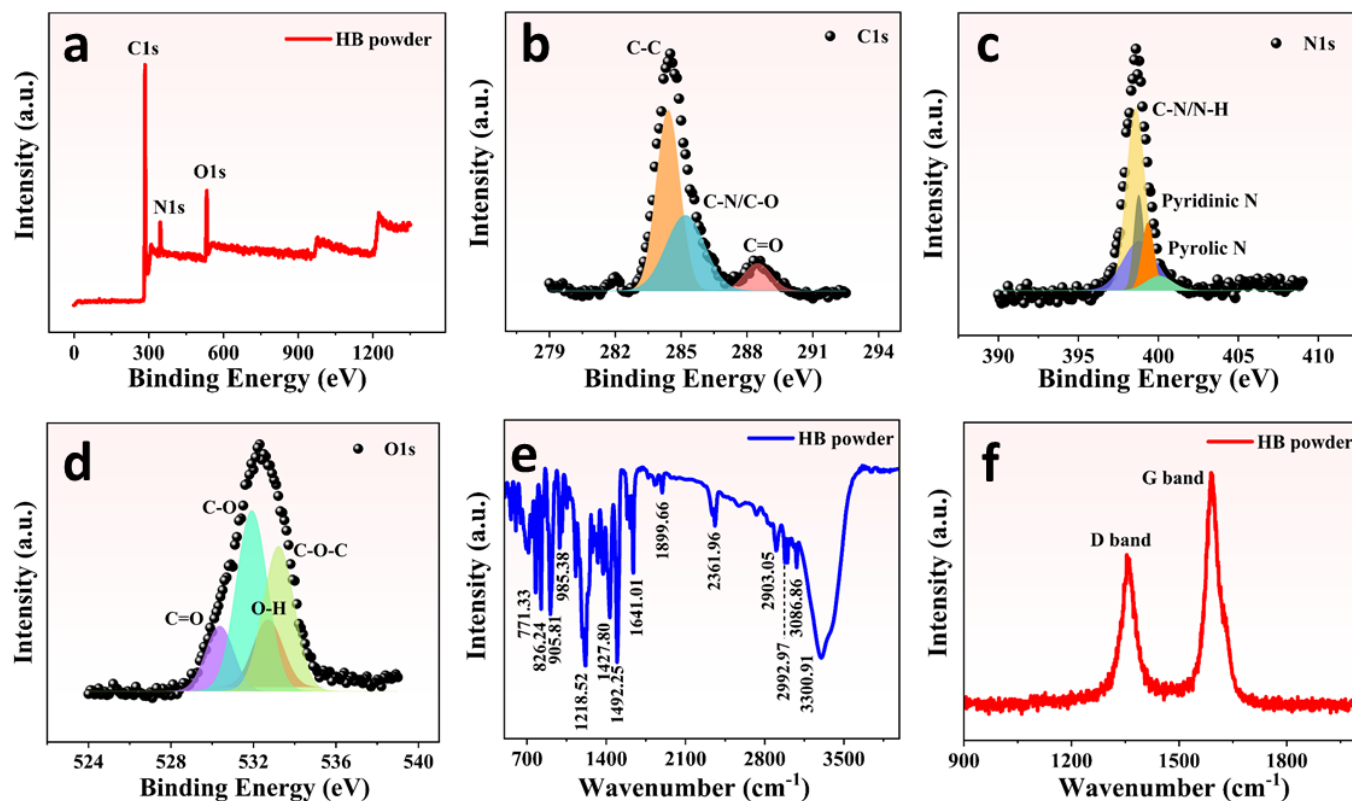 a
HB powder
C1s
N1s
O1s
Intensity (a.u.)
0 300 600 900 1200
Binding Energy (eV)
b
C1s
C-C
C-N/C-O
C=O
Intensity (a.u.)
279 282 285 288 291 294
Binding Energy (eV)
c
N1s
C-N/N-H
Pyridinic N
Pyrolic N
Intensity (a.u.)
390 395 400 405 410
Binding Energy (eV)
d
O1s
C-O
C-O-C
C=O
O-H
Intensity (a.u.)
524 528 532 536 540
Binding Energy (eV)
e
HB powder
771.33
826.24
905.81
985.38
1218.52
1427.80
1492.25
1641.01
1899.66
2361.96
2903.05
2992.97
3086.86
3300.91
Intensity (a.u.)
700 1400 2100 2800 3500
Wavenumber (cm⁻¹)
f
HB powder
G band
D band
Intensity (a.u.)
900 1200 1500 1800
Wavenumber (cm⁻¹)